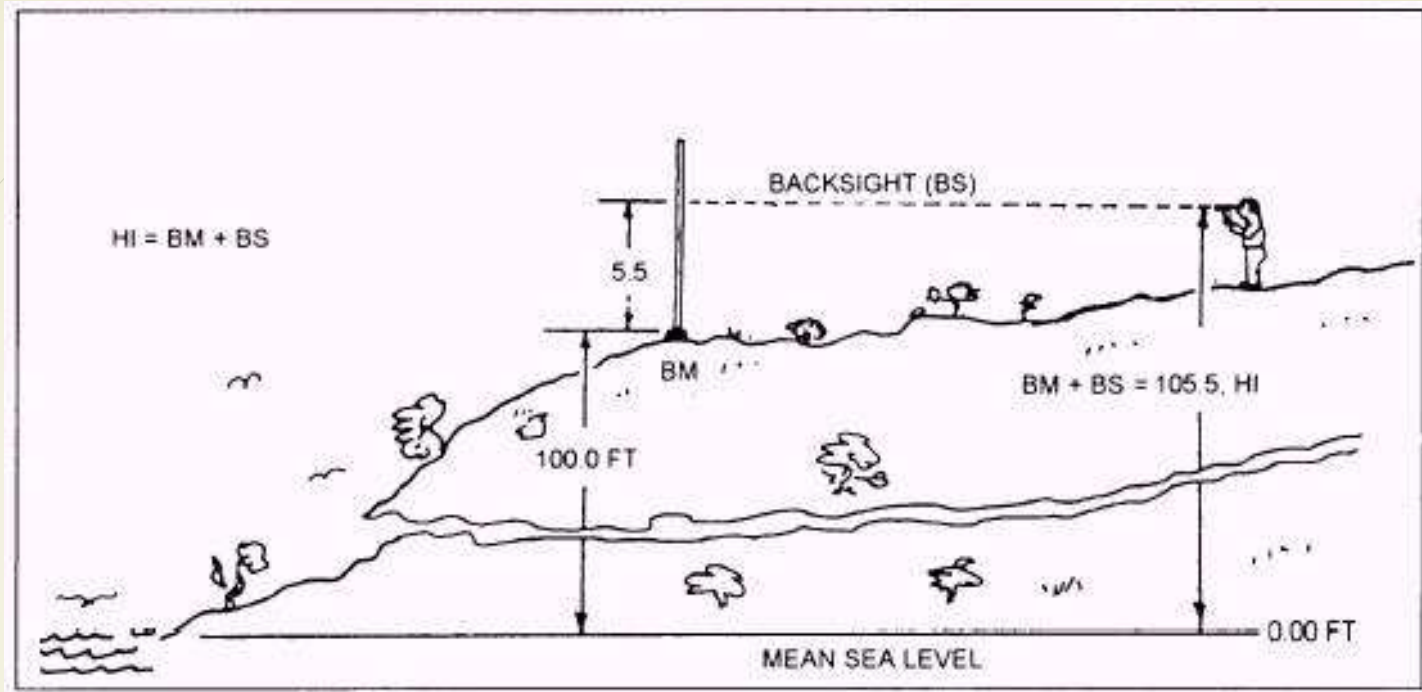 BACKSIGHT (BS)
HI = BM + BS
5.5
BM
BM + BS = 105.5, HI
100.0 FT
0.00 FT
MEAN SEA LEVEL